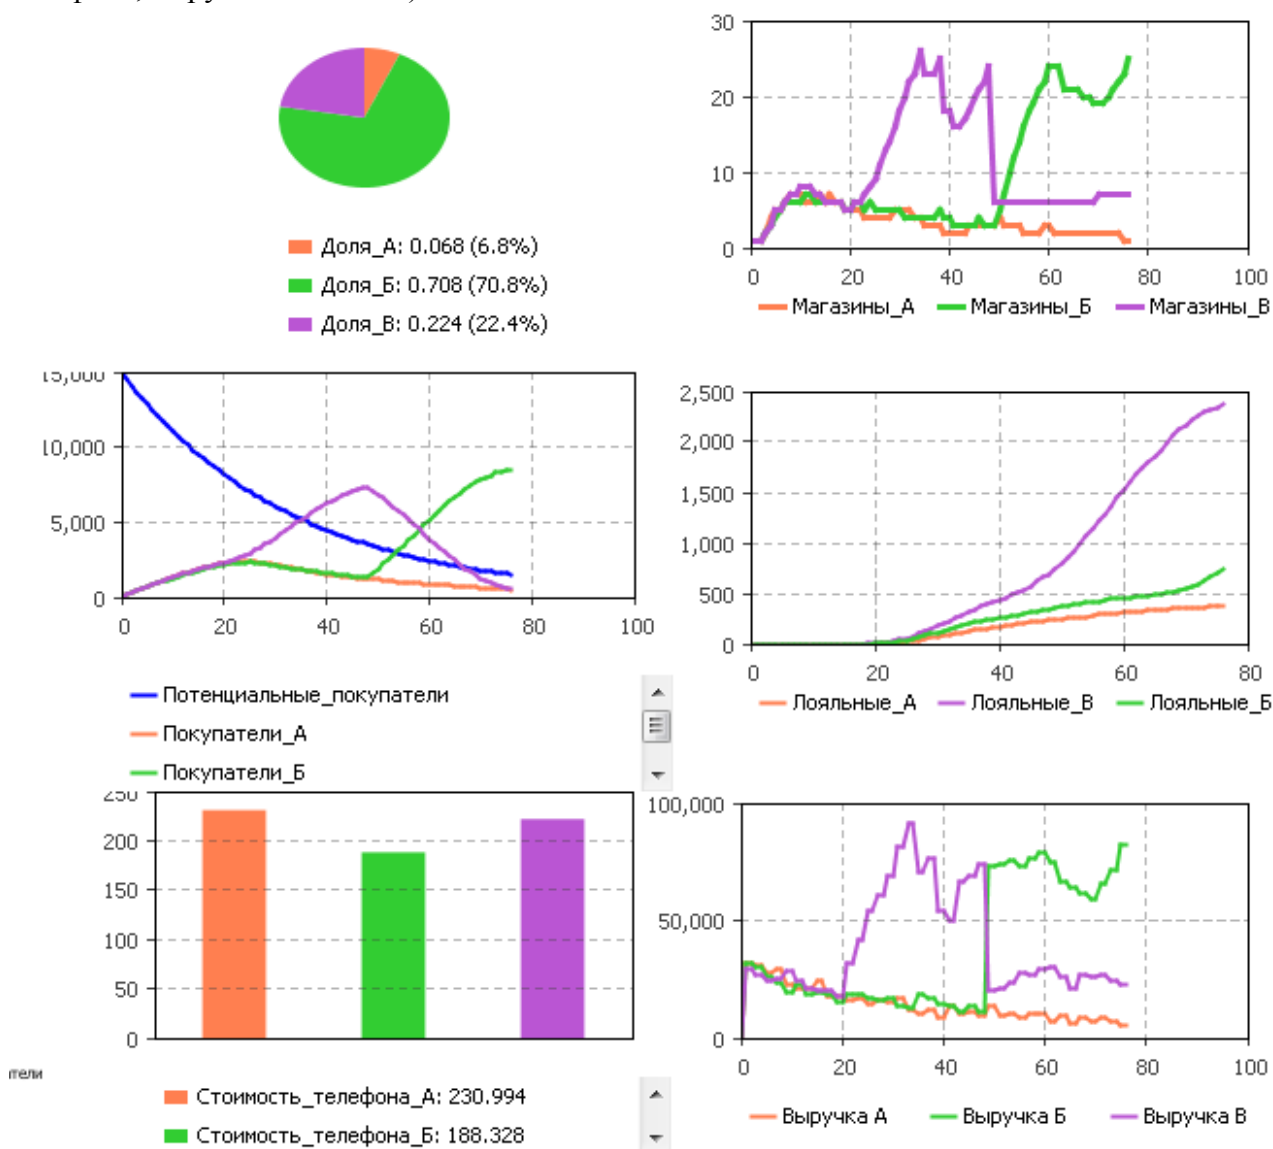 Доля_А: 0.068 (6.8%)
Доля_Б: 0.708 (70.8%)
Доля_В: 0.224 (22.4%)
30
20
10
0
0 20 40 60 80 100
Магазины_А Магазины_Б Магазины_В
15,000
10,000
5,000
0
0 20 40 60 80 100
Потенциальные_покупатели
Покупатели_А
Покупатели_Б
2,500
2,000
1,500
1,000
500
0
0 20 40 60 80
Лояльные_А Лояльные_В Лояльные_Б
250
200
150
100
50
0
тели
Стоимость_телефона_А: 230.994
Стоимость_телефона_Б: 188.328
100,000
50,000
0
0 20 40 60 80 100
Выручка А Выручка Б Выручка В